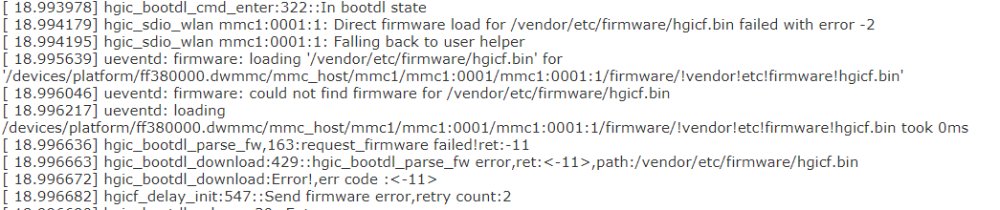 [ 18.993978] hgic_bootdl_cmd_enter:322::In bootdl state
[ 18.994179] hgic_sdio_wlan mmc1:0001:1: Direct firmware load for /vendor/etc/firmware/hgicf.bin failed with error -2
[ 18.994195] hgic_sdio_wlan mmc1:0001:1: Falling back to user helper
[ 18.995639] ueventd: firmware: loading '/vendor/etc/firmware/hgicf.bin' for
'/devices/platform/ff380000.dwmmc/mmc_host/mmc1/mmc1:0001/mmc1:0001:1/firmware/!vendor!etc!firmware!hgicf.bin'
[ 18.996046] ueventd: firmware: could not find firmware for /vendor/etc/firmware/hgicf.bin
[ 18.996217] ueventd: loading
/devices/platform/ff380000.dwmmc/mmc_host/mmc1/mmc1:0001/mmc1:0001:1/firmware/!vendor!etc!firmware!hgicf.bin took 0ms
[ 18.996636] hgic_bootdl_parse_fw,163:request_firmware failed!ret:-11
[ 18.996663] hgic_bootdl_download:429::hgic_bootdl_parse_fw error,ret:<-11>,path:/vendor/etc/firmware/hgicf.bin
[ 18.996672] hgic_bootdl_download:Error!,err code :<-11>
[ 18.996682] hgicf_delay_init:547::Send firmware error,retry count:2